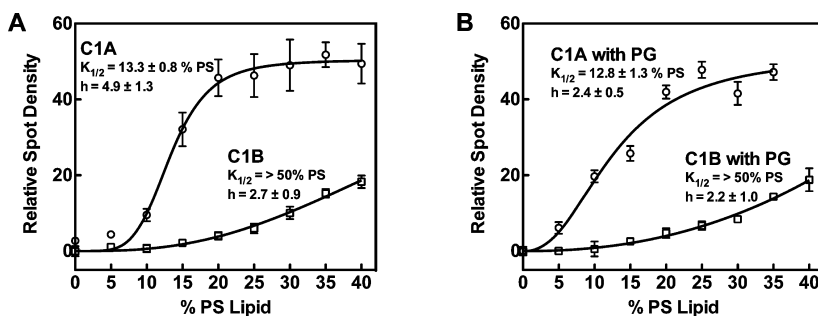 A
60
40
20
0
Relative Spot Density
C1A
K1/2 = 13.3 ± 0.8 % PS
h = 4.9 ± 1.3
C1B
K1/2 = > 50% PS
h = 2.7 ± 0.9
0 5 10 15 20 25 30 35 40
% PS Lipid
B
60
40
20
0
Relative Spot Density
C1A with PG
K1/2 = 12.8 ± 1.3 % PS
h = 2.4 ± 0.5
C1B with PG
K1/2 = > 50% PS
h = 2.2 ± 1.0
0 5 10 15 20 25 30 35 40
% PS Lipid